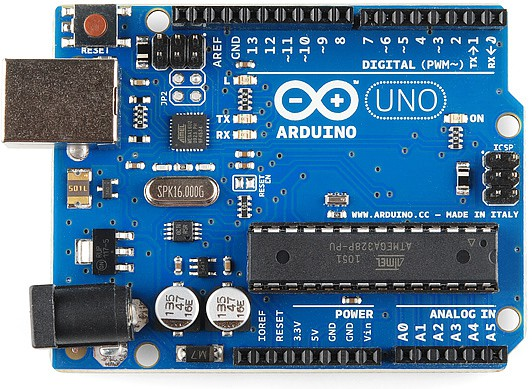 RESET
AREF
GND
13
12
~11
~10
~9
8
7
~6
~5
4
~3
2
TX→1
RX←0
DIGITAL (PWM~)
JP2
L
TX
RX
™
UNO
ARDUINO
ON
ICSP
501L
SPK16.000G
RESET
EN
WWW.ARDUINO.CC - MADE IN ITALY
ATMEL
ATMEGA328P-PU
1051
117-5
135
47
16E
135
47
16E
M7
POWER
ANALOG IN
IOREF
RESET
3.3V
5V
GND
GND
Vin
A0
A1
A2
A3
A4
A5